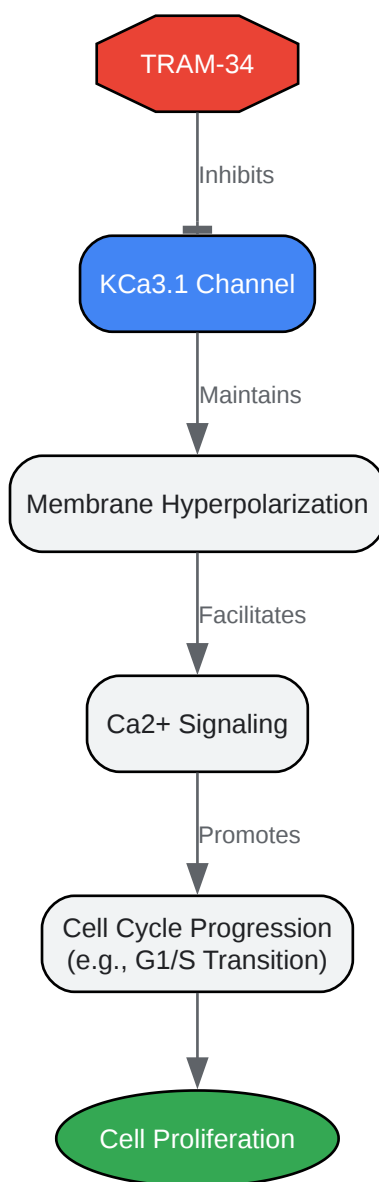 TRAM-34
Inhibits
KCa3.1 Channel
Maintains
Membrane Hyperpolarization
Facilitates
Ca2+ Signaling
Promotes
Cell Cycle Progression
(e.g., G1/S Transition)
Cell Proliferation